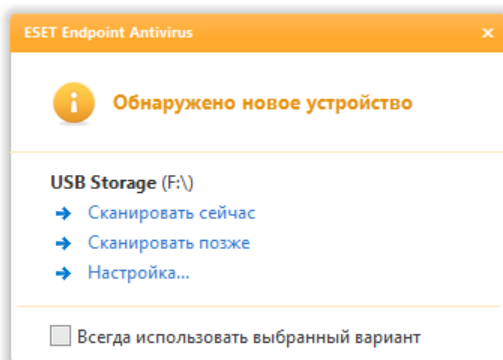 ESET Endpoint Antivirus
Обнаружено новое устройство
USB Storage (F:\)
Сканировать сейчас
Сканировать позже
Настройка...
Всегда использовать выбранный вариант